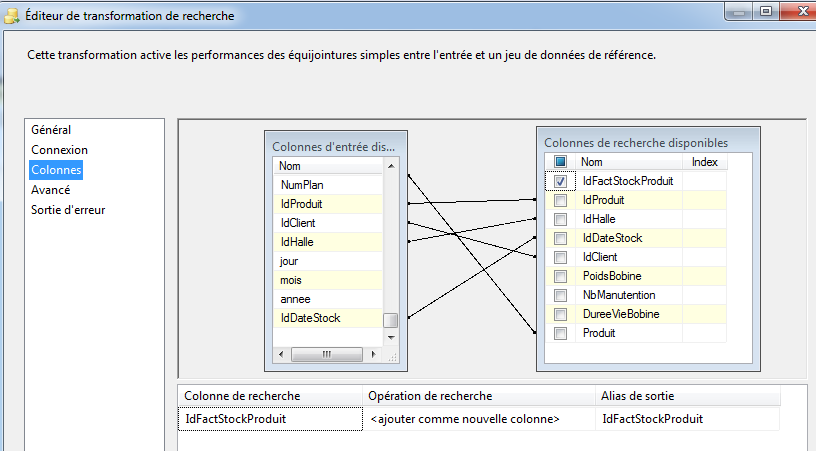 Éditeur de transformation de recherche
Cette transformation active les performances des équijointures simples entre l'entrée et un jeu de données de référence.
Général
Connexion
Colonnes
Avancé
Sortie d'erreur
Colonnes d'entrée dis...
Nom
NumPlan
IdProduit
IdClient
IdHalle
jour
mois
annee
IdDateStock
Colonnes de recherche disponibles
Nom Index
IdFactStockProduit
IdProduit
IdHalle
IdDateStock
IdClient
PoidsBobine
NbManutention
DureeVieBobine
Produit
Colonne de recherche Opération de recherche Alias de sortie
IdFactStockProduit <ajouter comme nouvelle colonne> IdFactStockProduit